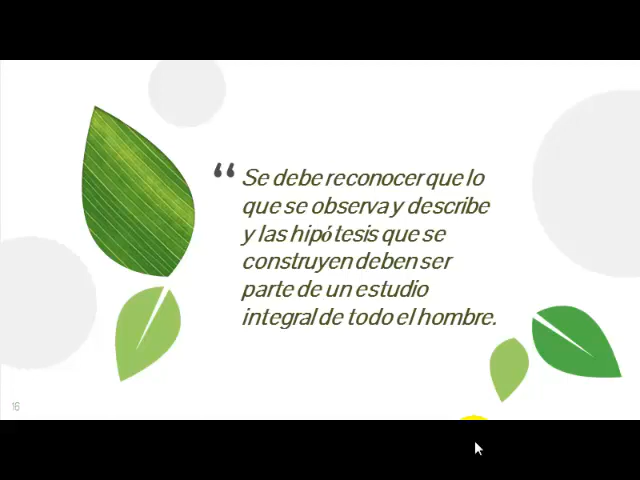 “ Se debe reconocer que lo
que se observa y describe
y las hipótesis que se
construyen deben ser
parte de un estudio
integral de todo el hombre.
16